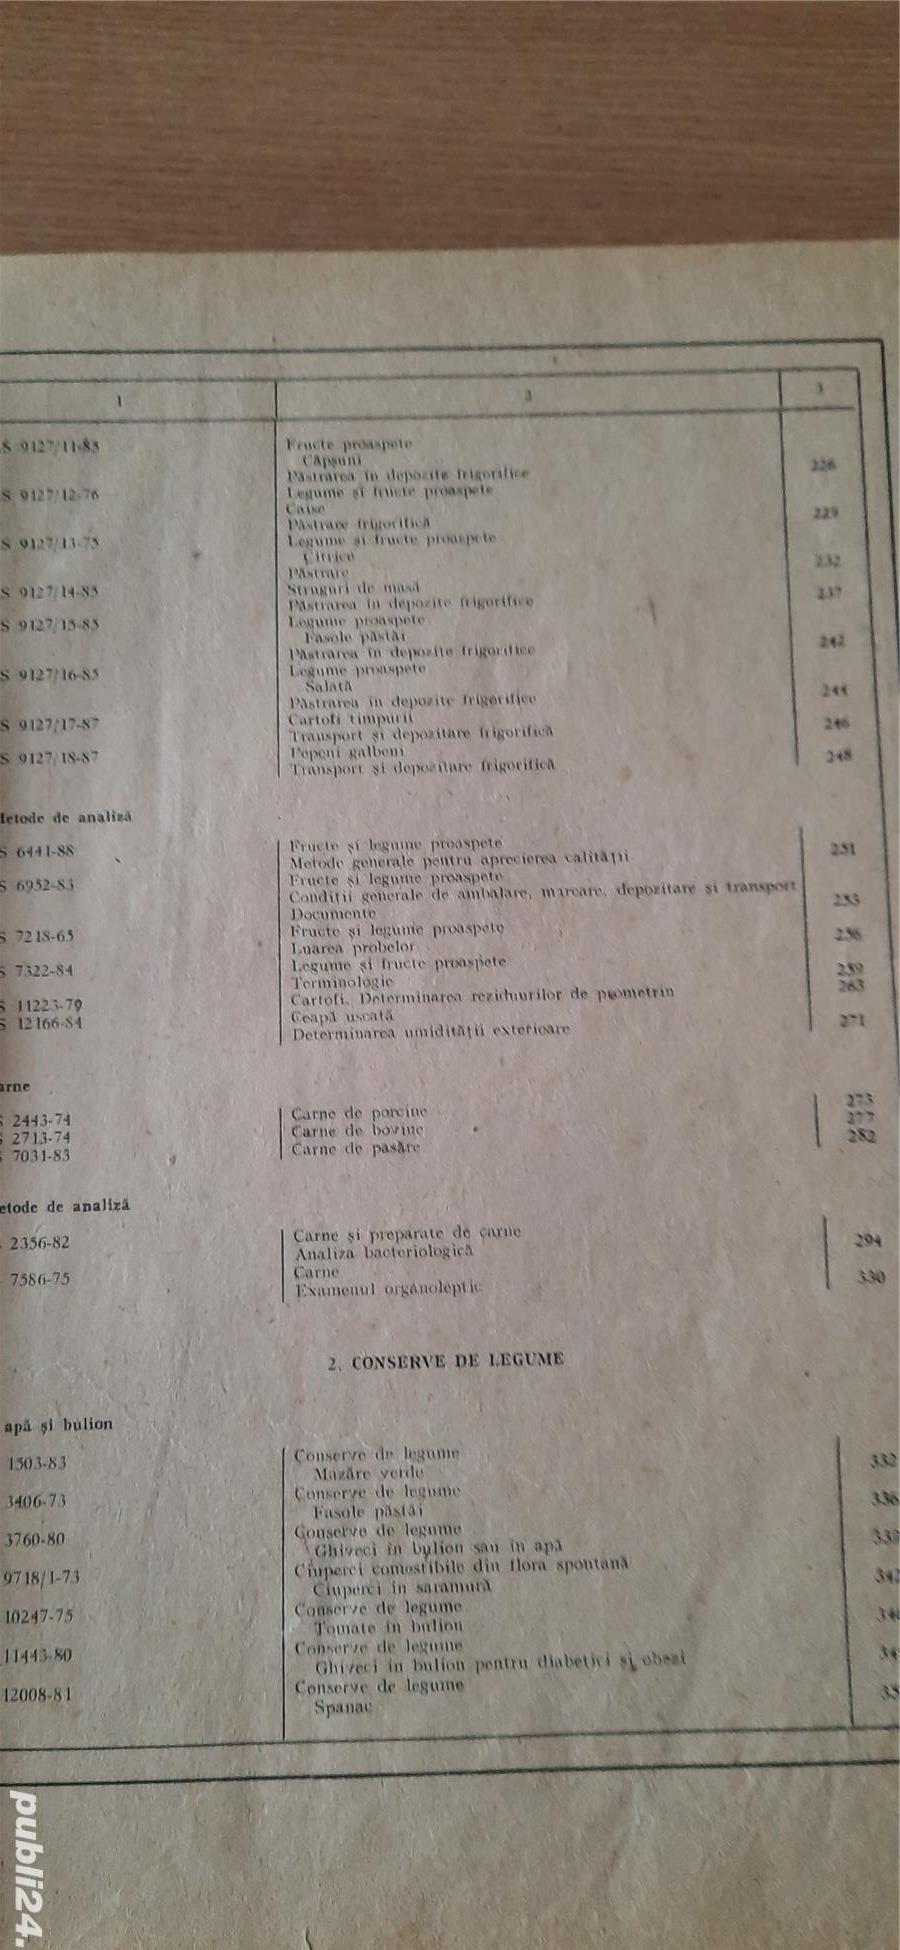 1 2 3
S 9127/11-85 Fructe proaspete
Căpșuni
Păstrarea în depozite frigorifice 226
S 9127/12-76 Legume și fructe proaspete
Caise
Păstrare frigorifică 229
S 9127/13-75 Legume și fructe proaspete
Citrice
Păstrare 232
S 9127/14-85 Struguri de masă
Păstrarea în depozite frigorifice 237
S 9127/15-85 Legume proaspete
Fasole păstăi
Păstrarea în depozite frigorifice 242
S 9127/16-85 Legume proaspete
Salată
Păstrarea în depozite frigorifice 244
S 9127/17-87 Cartofi timpurii
Transport și depozitare frigorifică 246
S 9127/18-87 Pepeni galbeni
Transport și depozitare frigorifică 248
Metode de analiză
S 6441-88 Fructe și legume proaspete
Metode generale pentru aprecierea calității 251
S 6952-83 Fructe și legume proaspete
Condiții generale de ambalare, marcare, depozitare și transport
Documente 253
S 7218-65 Fructe și legume proaspete
Luarea probelor 256
S 7322-84 Legume și fructe proaspete
Terminologie 259
S 11223-79 Cartofi. Determinarea reziduurilor de prometrin 263
S 12166-84 Ceapă uscată
Determinarea umidității exterioare 271
arne
S 2443-74 Carne de porcine 273
S 2713-74 Carne de bovine 277
S 7031-83 Carne de pasăre 282
etode de analiză
2356-82 Carne și preparate de carne
Analiza bacteriologică 294
7586-75 Carne
Examenul organoleptic 330
2. CONSERVE DE LEGUME
apă și bulion
1503-83 Conserve de legume
Mazăre verde 332
3406-73 Conserve de legume
Fasole păstăi 336
3760-80 Conserve de legume
Ghiveci în bulion sau în apă 339
9718/1-73 Ciuperci comestibile din flora spontană
Ciuperci în saramură 342
10247-75 Conserve de legume
Tomate în bulion
11443-80 Conserve de legume
Ghiveci în bulion pentru diabetici și obezi
12008-81 Conserve de legume
Spanac
publi24.